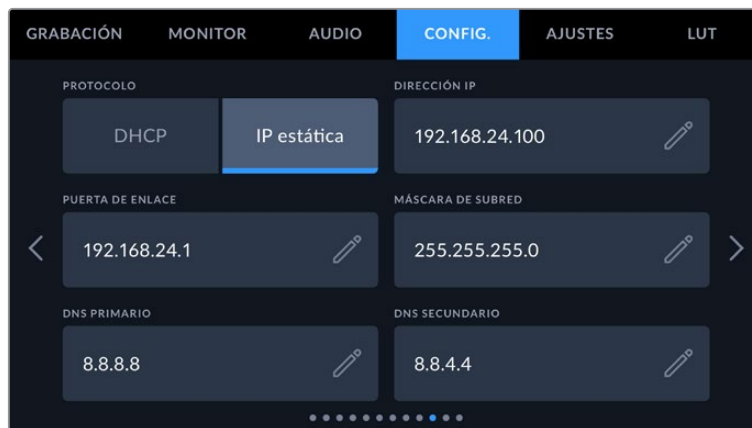 GRABACIÓN MONITOR AUDIO CONFIG. AJUSTES LUT
PROTOCOLO DIRECCIÓN IP
DHCP IP estática 192.168.24.100
PUERTA DE ENLACE MÁSCARA DE SUBRED
192.168.24.1 255.255.255.0
DNS PRIMARIO DNS SECUNDARIO
8.8.8.8 8.8.4.4